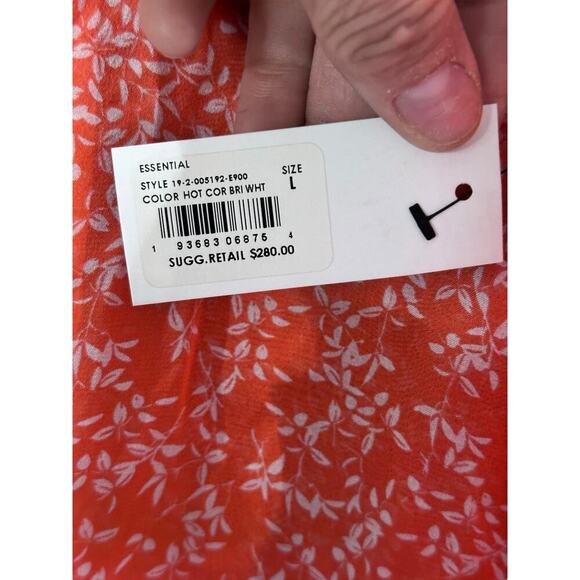 ESSENTIAL
STYLE 19-2-005192-E900 SIZE
COLOR HOT COR BRI WHT L
1 93683 06875 4
SUGG.RETAIL $280.00